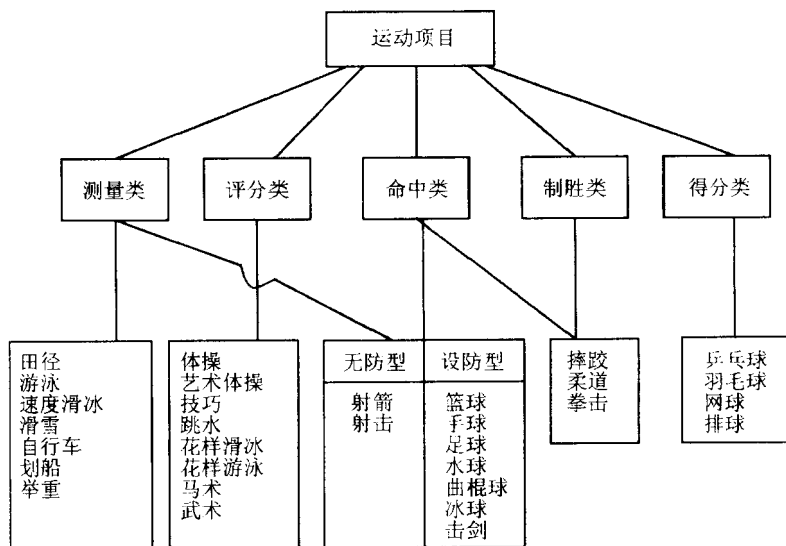 运动项目
测量类
评分类
命中类
制胜类
得分类
田径
游泳
速度滑冰
滑雪
自行车
划船
举重
体操
艺术体操
技巧
跳水
花样滑冰
花样游泳
马术
武术
无防型
射箭
射击
设防型
篮球
手球
足球
水球
曲棍球
冰球
击剑
摔跤
柔道
拳击
乒乓球
羽毛球
网球
排球